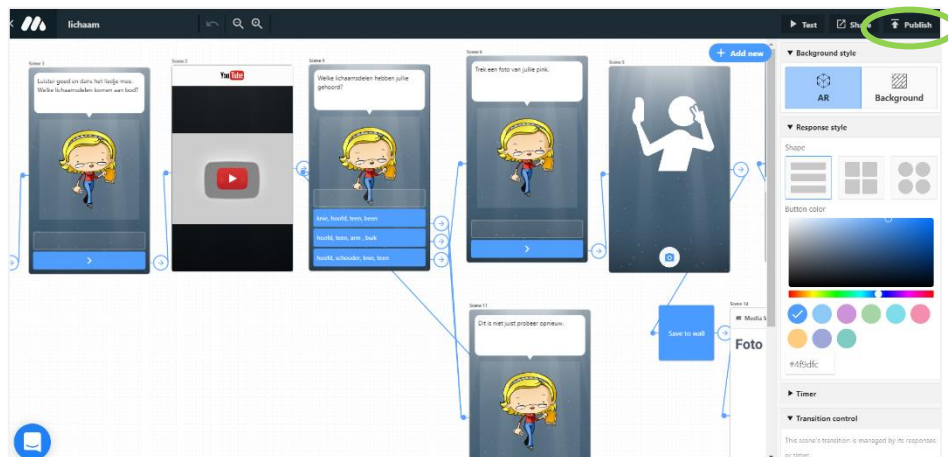 lichaam
Test
Share
Publish
+ Add new
Scene 1
Luister goed en dans het liedje mee.
Welke lichaamsdelen komen aan bod?
Scene 2
YouTube
Welke lichaamsdelen hebben jullie
gehoord?
knie, hoofd, teen, been
hoofd, teen, arm , buik
hoofd, schouder, knie, teen
Trek een foto van jullie pink.
Scene 5
Scene 11
Dit is niet juist probeer opnieuw.
Save to wall
Scene 14
Foto
Background style
AR
Background
Response style
Shape
Button color
#4f9dfc
Timer
Transition control
This scene's transition is managed by its responses
or timer.